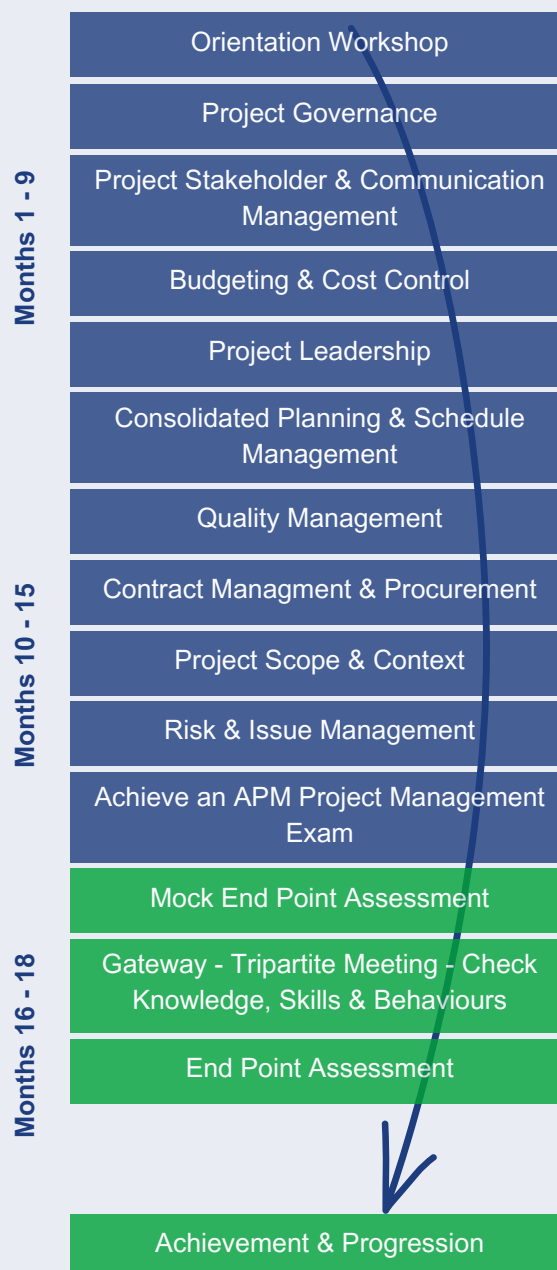 Orientation Workshop
Project Governance
Months 1 - 9
Project Stakeholder & Communication
Management
Budgeting & Cost Control
Project Leadership
Consolidated Planning & Schedule
Management
Quality Management
Months 10 - 15
Contract Managment & Procurement
Project Scope & Context
Risk & Issue Management
Achieve an APM Project Management
Exam
Months 16 - 18
Mock End Point Assessment
Gateway - Tripartite Meeting - Check
Knowledge, Skills & Behaviours
End Point Assessment
Achievement & Progression